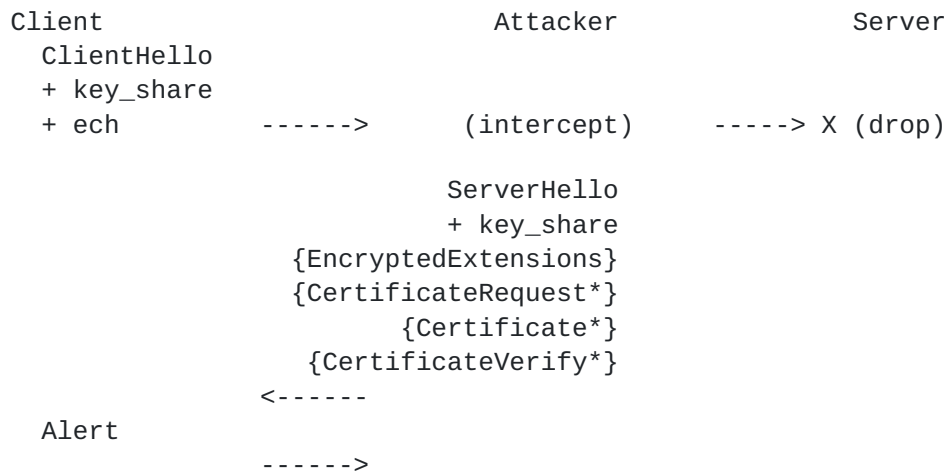 Client                         Attacker               Server
  ClientHello
  + key_share
  + ech         ------>      (intercept)     -----> X (drop)

                             ServerHello
                             + key_share
                   {EncryptedExtensions}
                   {CertificateRequest*}
                          {Certificate*}
                    {CertificateVerify*}
                <------
  Alert
                ------>